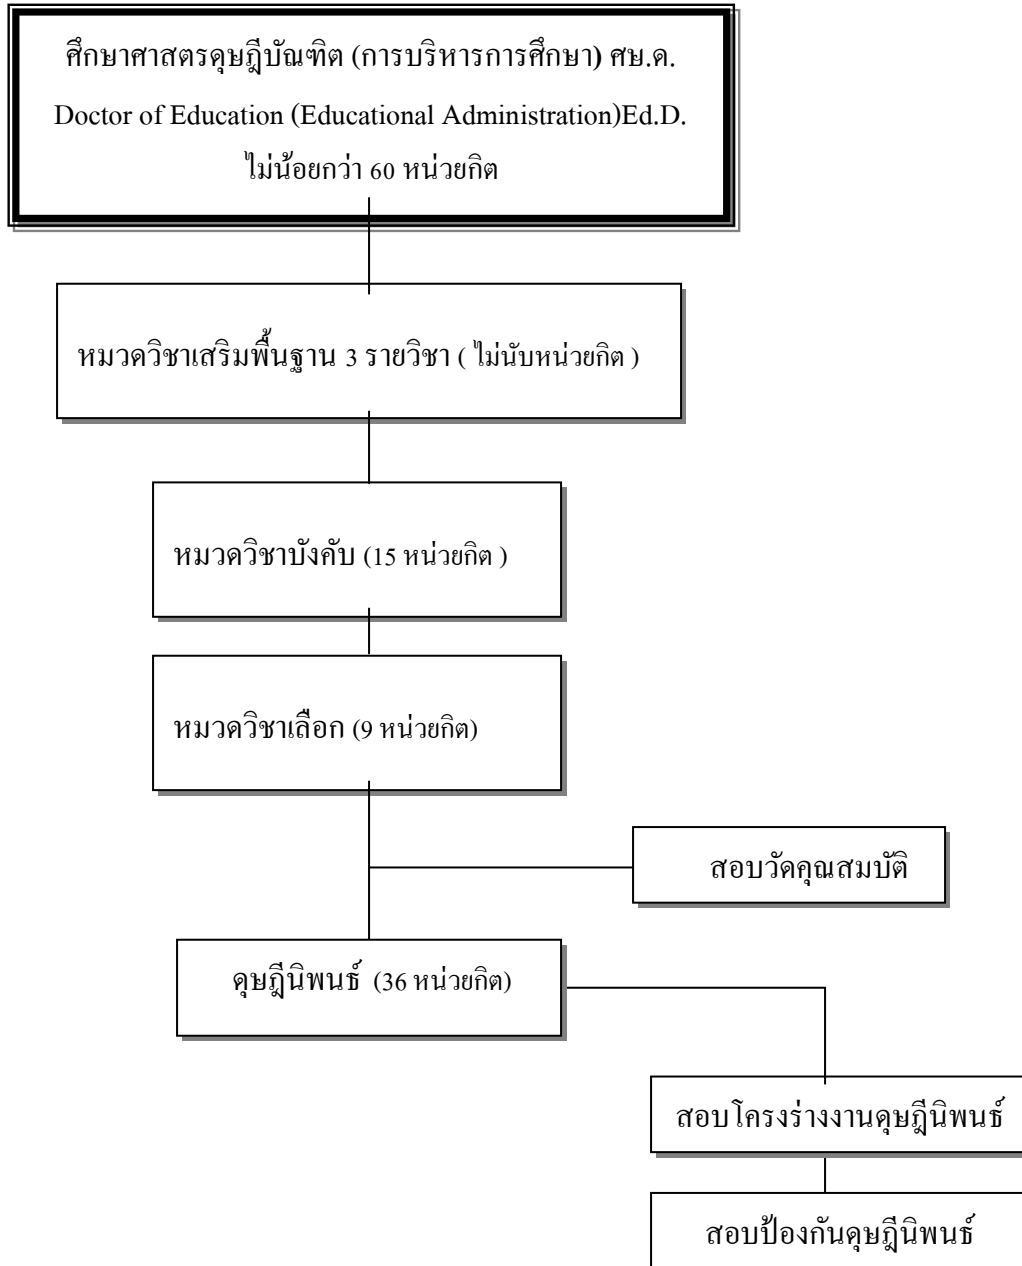 ศึกษาศาสตรดุษฎีบัณฑิต (การบริหารการศึกษา) ศษ.ด.
Doctor of Education (Educational Administration)Ed.D.
ไม่น้อยกว่า 60 หน่วยกิต
หมวดวิชาเสริมพื้นฐาน 3 รายวิชา ( ไม่นับหน่วยกิต )
หมวดวิชาบังคับ (15 หน่วยกิต )
หมวดวิชาเลือก (9 หน่วยกิต)
สอบวัดคุณสมบัติ
ดุษฎีนิพนธ์ (36 หน่วยกิต)
สอบโครงร่างงานดุษฎีนิพนธ์
สอบป้องกันดุษฎีนิพนธ์